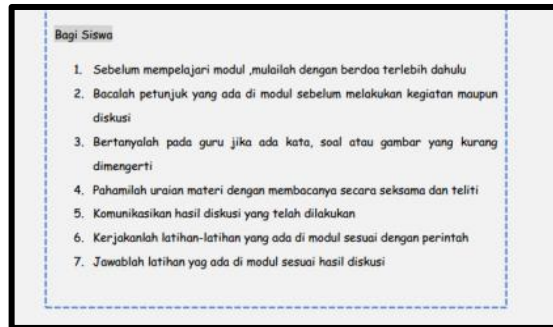 Bagi Siswa
1. Sebelum mempelajari modul ,mulailah dengan berdoa terlebih dahulu
2. Bacalah petunjuk yang ada di modul sebelum melakukan kegiatan maupun
diskusi
3. Bertanyalah pada guru jika ada kata, soal atau gambar yang kurang
dimengerti
4. Pahamilah uraian materi dengan membacanya secara seksama dan teliti
5. Komunikasikan hasil diskusi yang telah dilakukan
6. Kerjakanlah latihan-latihan yang ada di modul sesuai dengan perintah
7. Jawablah latihan yag ada di modul sesuai hasil diskusi